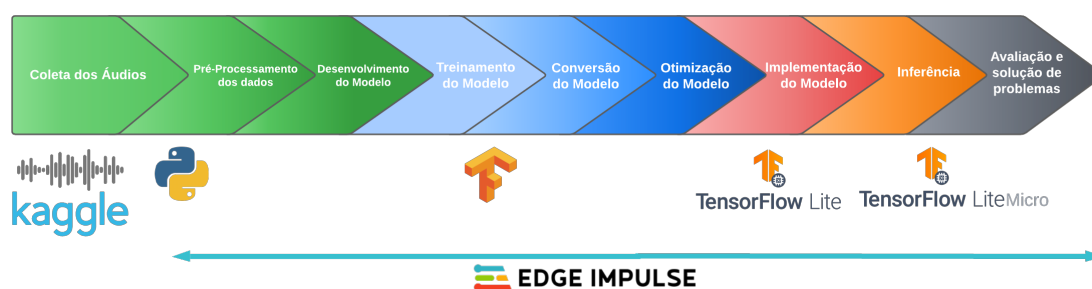 Coleta dos Áudios
Pré-Processamento
dos dados
Desenvolvimento
do Modelo
Treinamento
do Modelo
Conversão
do Modelo
Otimização
do Modelo
Implementação
do Modelo
Inferência
Avaliação e
solução de
problemas
kaggle
TensorFlow Lite
TensorFlow LiteMicro
EDGE IMPULSE